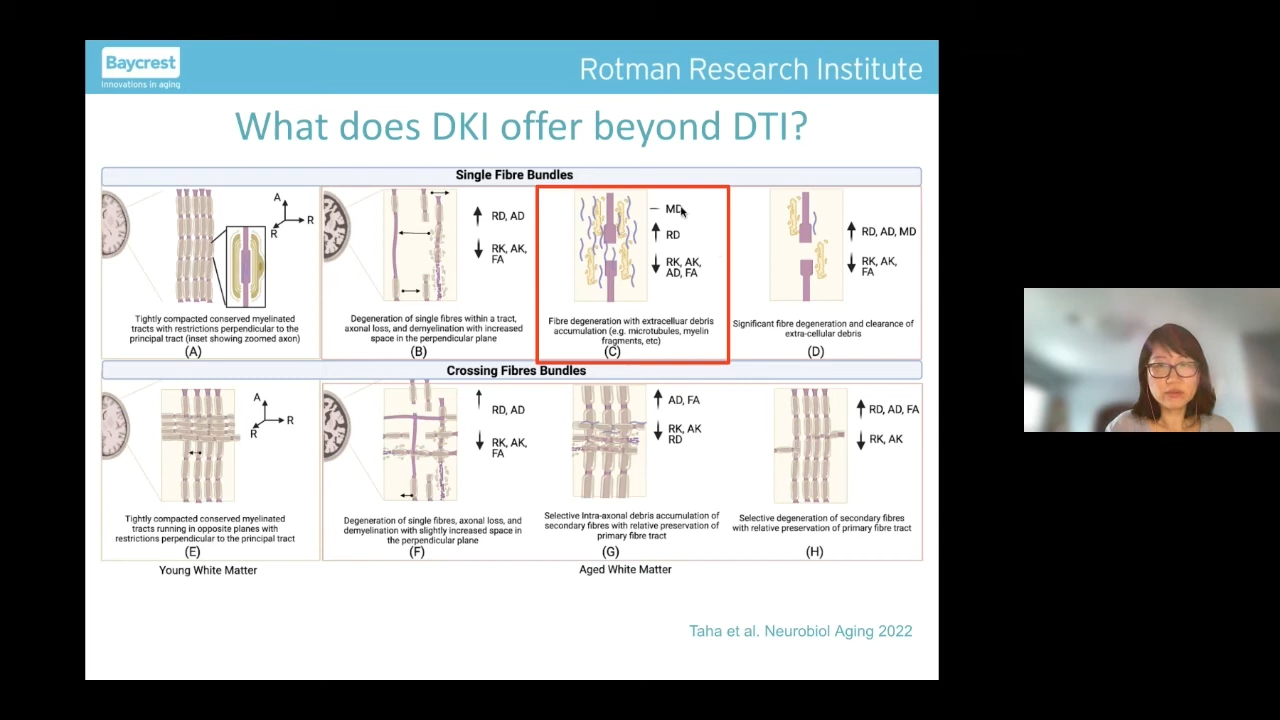 Baycrest
Innovations in aging
Rotman Research Institute
What does DKI offer beyond DTI?
Single Fibre Bundles
A
R
R
Tightly compacted conserved myelinated
tracts with restrictions perpendicular to the
principal tract (inset showing zoomed axon)
(A)
RD, AD
RK, AK,
FA
Degeneration of single fibres within a tract,
axonal loss, and demyelination with increased
space in the perpendicular plane
(B)
MD
RD
RK, AK,
AD, FA
Fibre degeneration with extracelluar debris
accumulation (e.g. microtubules, myelin
fragments, etc)
(C)
RD, AD, MD
RK, AK,
FA
Significant fibre degeneration and clearance of
extra-cellular debris
(D)
Crossing Fibres Bundles
A
R
R
Tightly compacted conserved myelinated
tracts running in opposite planes with
restrictions perpendicular to the principal tract
(E)
RD, AD
RK, AK,
FA
Degeneration of single fibres, axonal loss, and
demyelination with slightly increased space in
the perpendicular plane
(F)
AD, FA
RK, AK
RD
Selective Intra-axonal debris accumulation of
secondary fibres with relative preservation of
primary fibre tract
(G)
RD, AD, FA
RK, AK
Selective degeneration of secondary fibres
with relative preservation of primary fibre tract
(H)
Young White Matter
Aged White Matter
Taha et al. Neurobiol Aging 2022